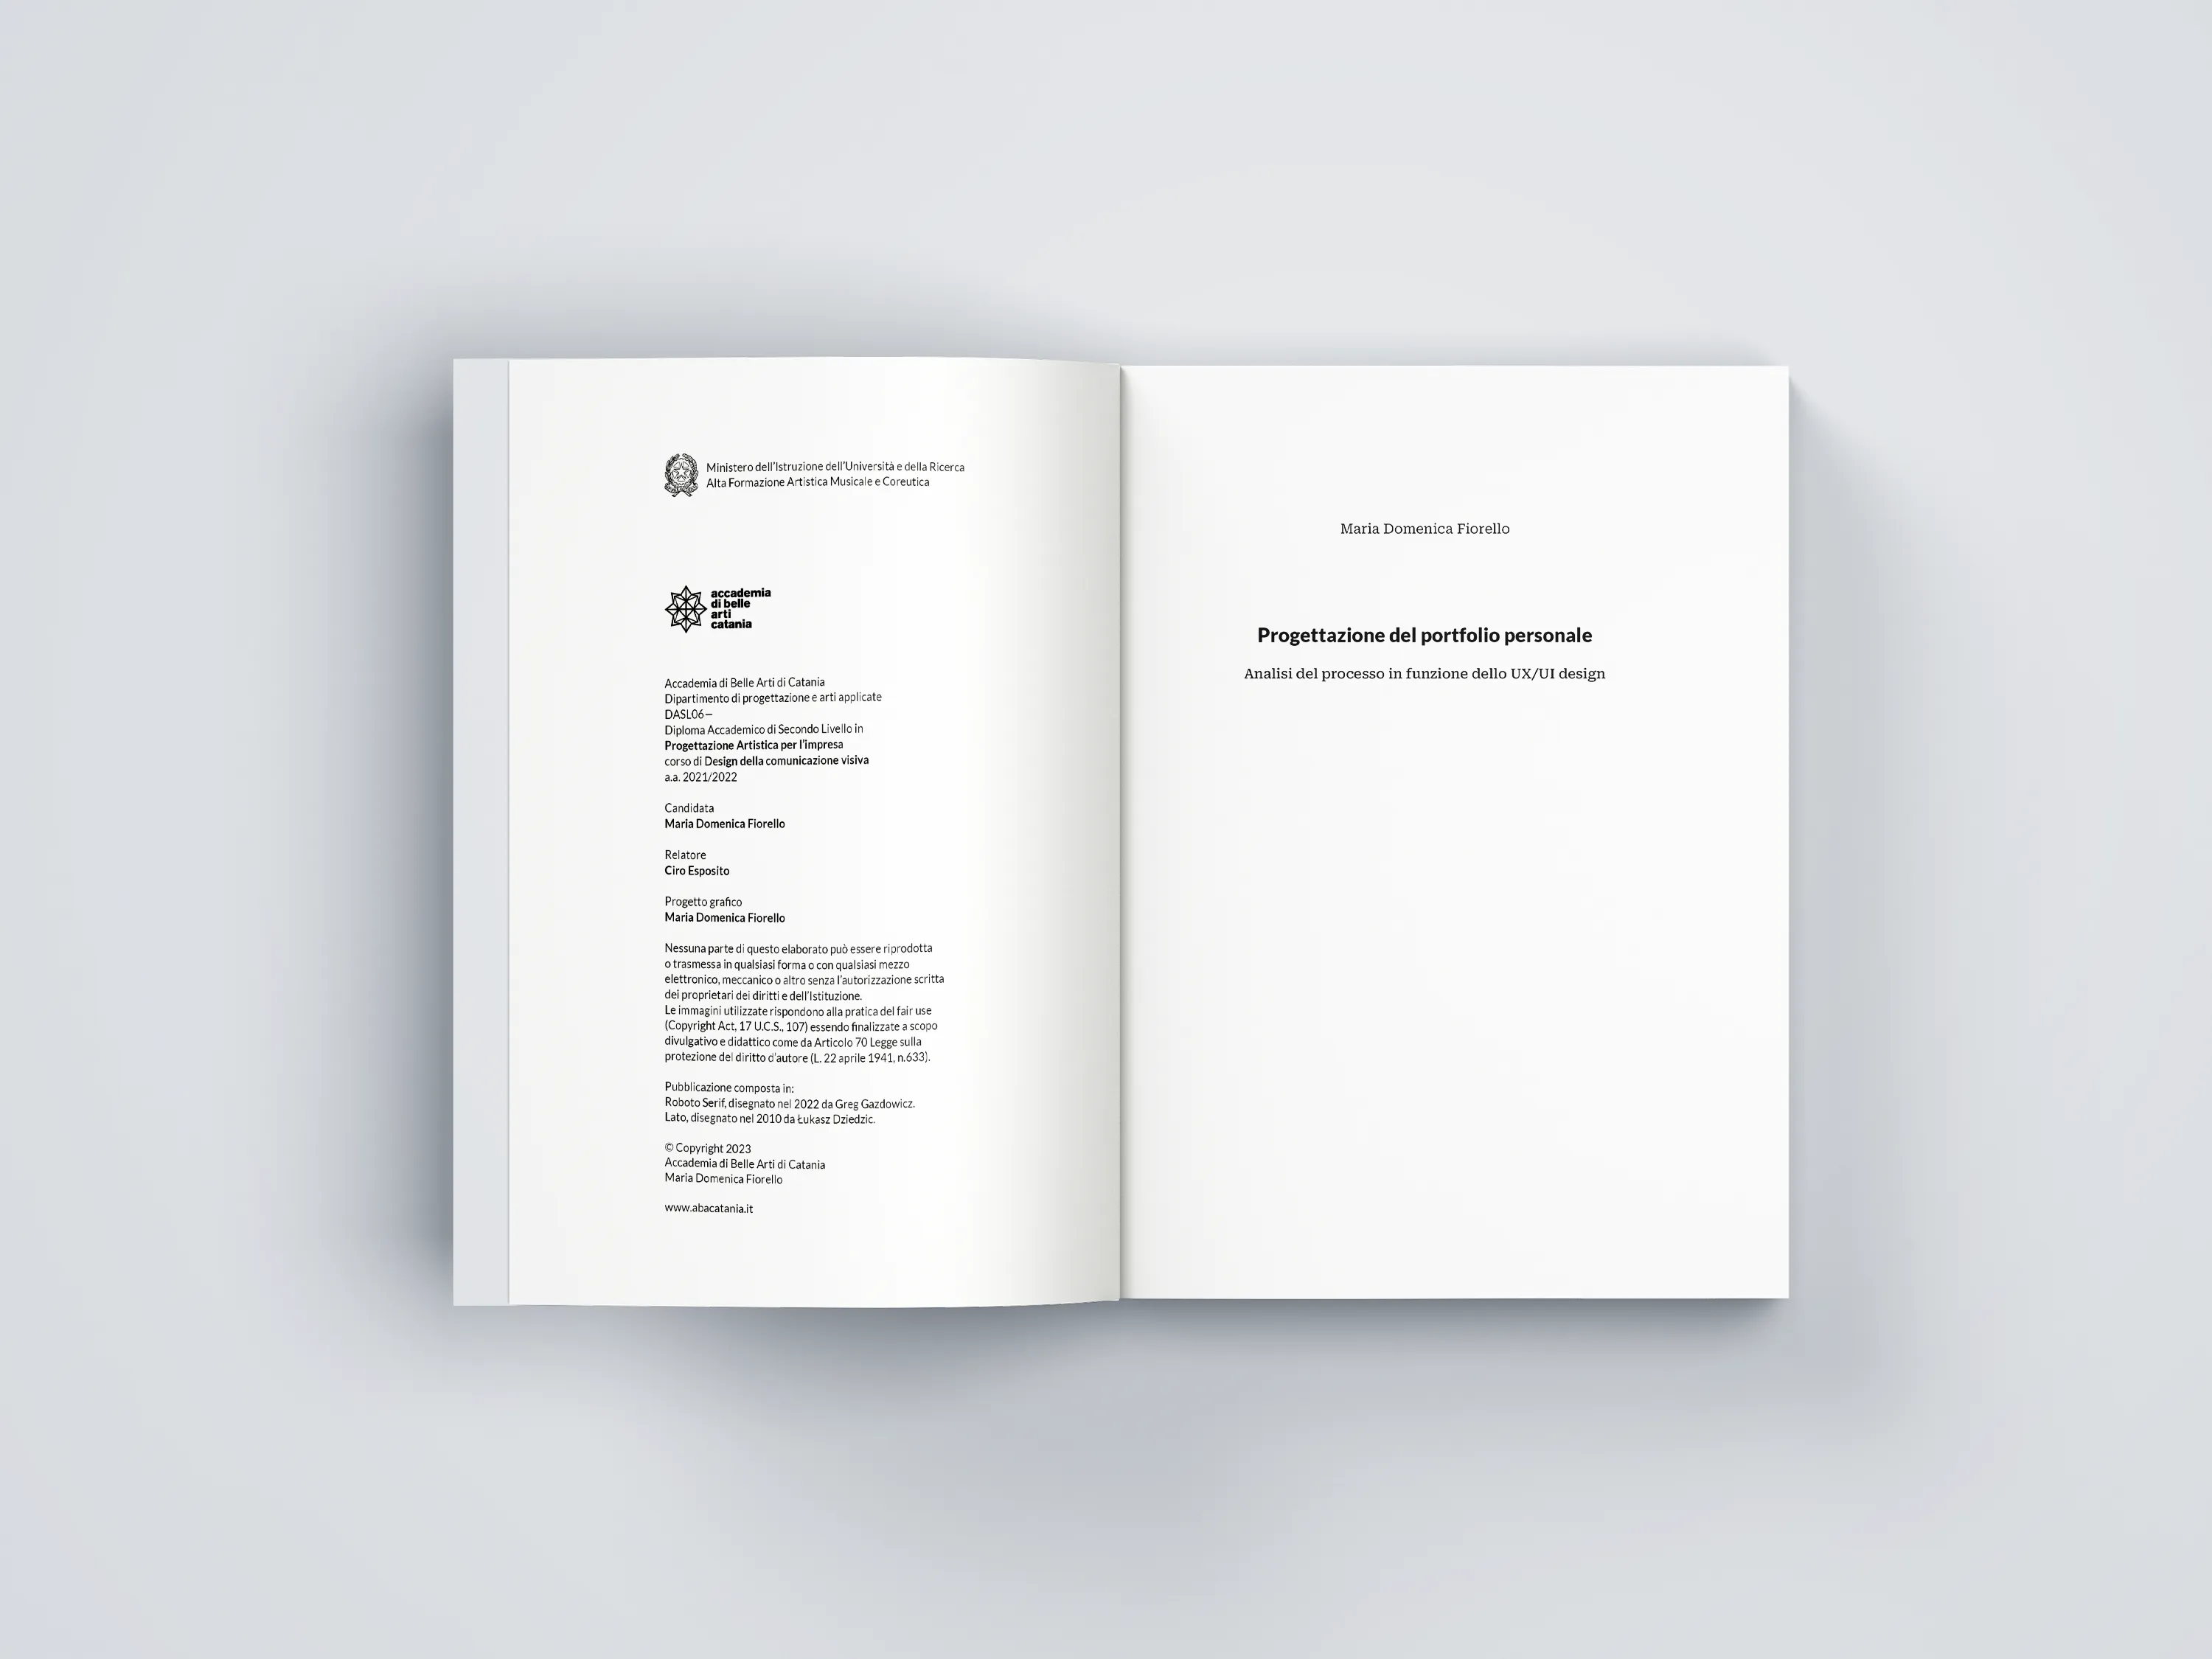 Ministero dell'Istruzione dell'Università e della Ricerca
Alta Formazione Artistica Musicale e Coreutica
accademia
di belle
arti
catania
Accademia di Belle Arti di Catania
Dipartimento di progettazione e arti applicate
DASL06—
Diploma Accademico di Secondo Livello in
Progettazione Artistica per l'impresa
corso di Design della comunicazione visiva
a.a. 2021/2022
Candidata
Maria Domenica Fiorello
Relatore
Ciro Esposito
Progetto grafico
Maria Domenica Fiorello
Nessuna parte di questo elaborato può essere riprodotta
o trasmessa in qualsiasi forma o con qualsiasi mezzo
elettronico, meccanico o altro senza l'autorizzazione scritta
dei proprietari dei diritti e dell'Istituzione.
Le immagini utilizzate rispondono alla pratica del fair use
(Copyright Act, 17 U.C.S., 107) essendo finalizzate a scopo
divulgativo e didattico come da Articolo 70 Legge sulla
protezione del diritto d'autore (L. 22 aprile 1941, n.633).
Pubblicazione composta in:
Roboto Serif, disegnato nel 2022 da Greg Gazdowicz.
Lato, disegnato nel 2010 da Łukasz Dziedzic.
© Copyright 2023
Accademia di Belle Arti di Catania
Maria Domenica Fiorello
www.abacatania.it
Maria Domenica Fiorello
Progettazione del portfolio personale
Analisi del processo in funzione dello UX/UI design